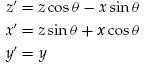 z′ = z cos θ − x sin θ
x′ = z sin θ + x cos θ
y′ = y